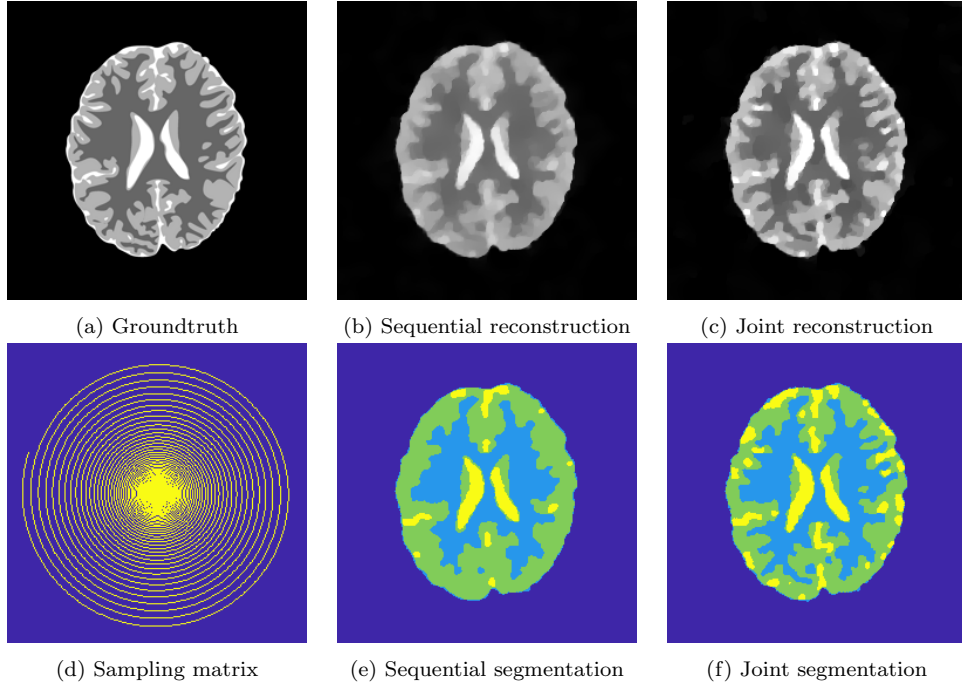 (a) Groundtruth
(b) Sequential reconstruction
(c) Joint reconstruction
(d) Sampling matrix
(e) Sequential segmentation
(f) Joint segmentation